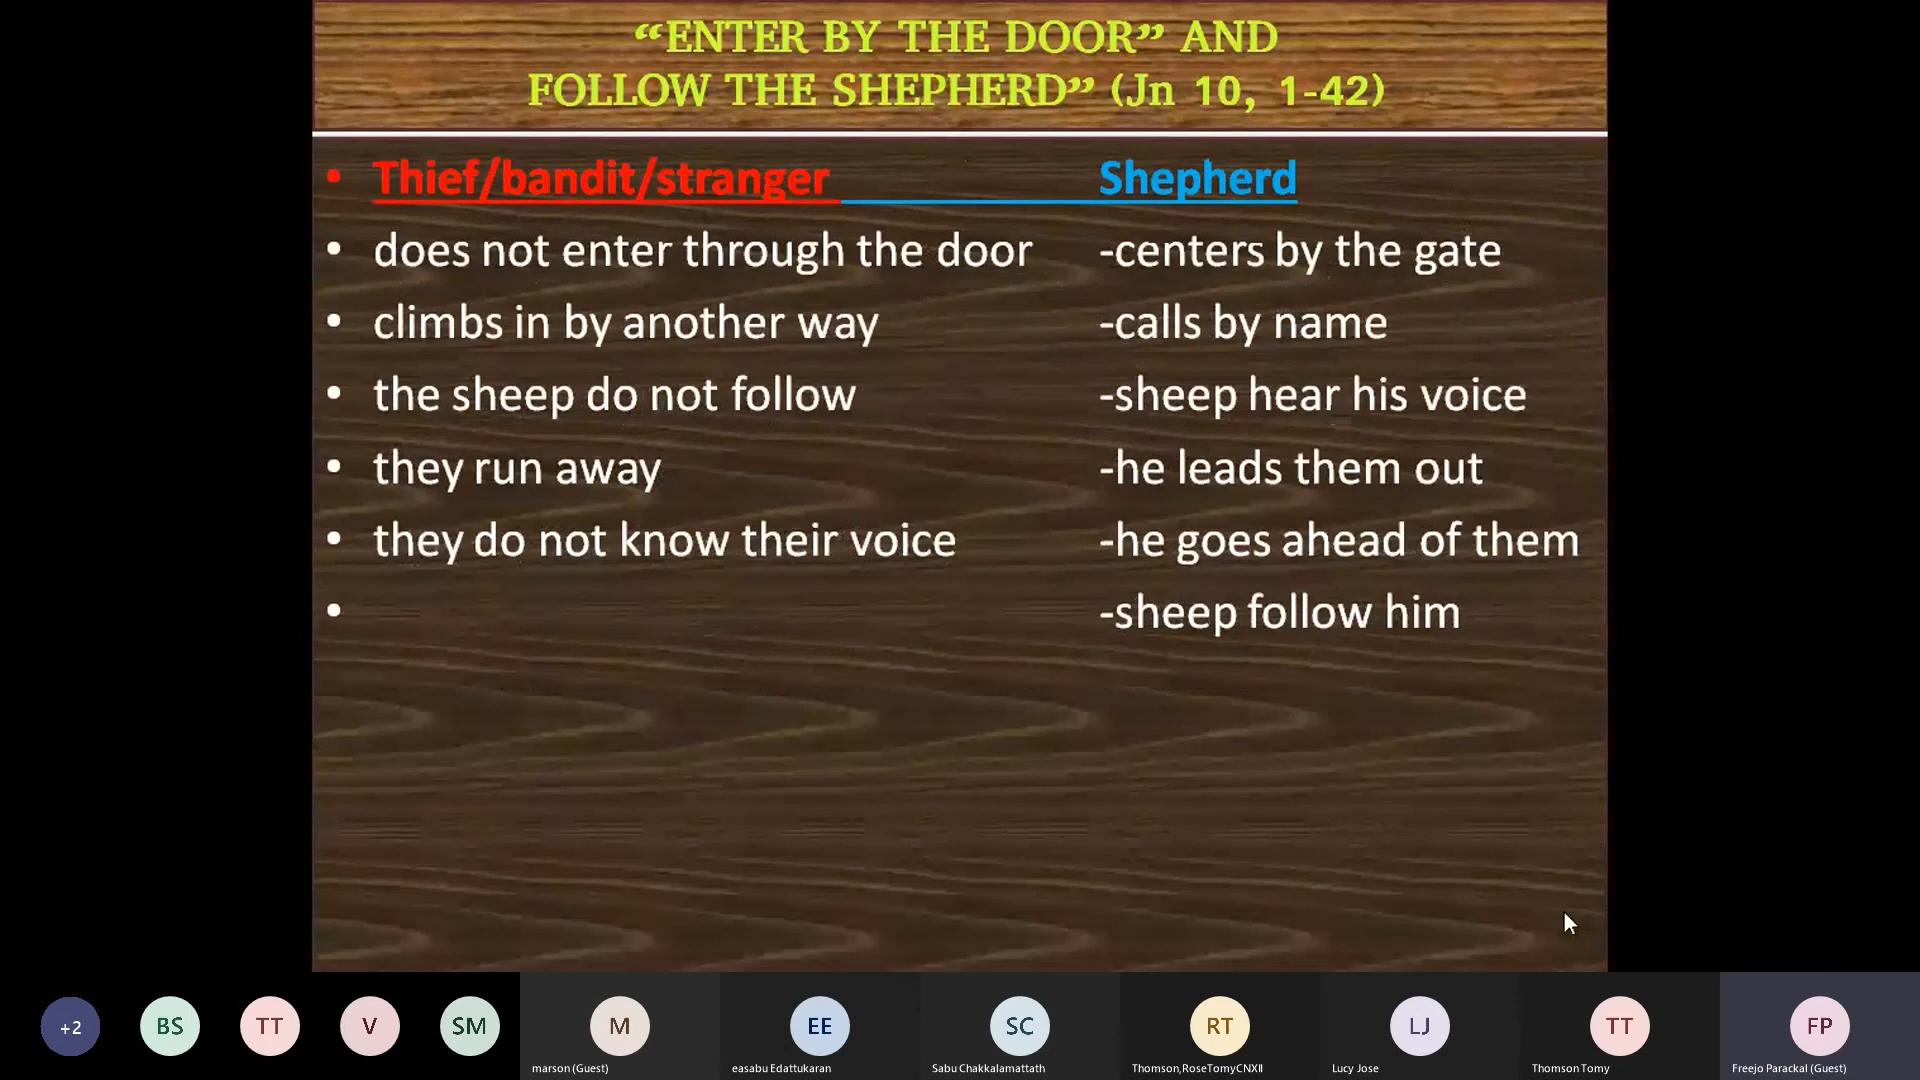 “ENTER BY THE DOOR” AND
FOLLOW THE SHEPHERD” (Jn 10, 1-42)
• Thief/bandit/stranger Shepherd
• does not enter through the door -centers by the gate
• climbs in by another way -calls by name
• the sheep do not follow -sheep hear his voice
• they run away -he leads them out
• they do not know their voice -he goes ahead of them
• -sheep follow him
+2 BS TT V SM M EE SC RT LJ TT FP
marson (Guest) easabu Edattukaran Sabu Chakkalamattath Thomson,RoseTomyCNXII Lucy Jose Thomson Tomy Freejo Parackal (Guest)